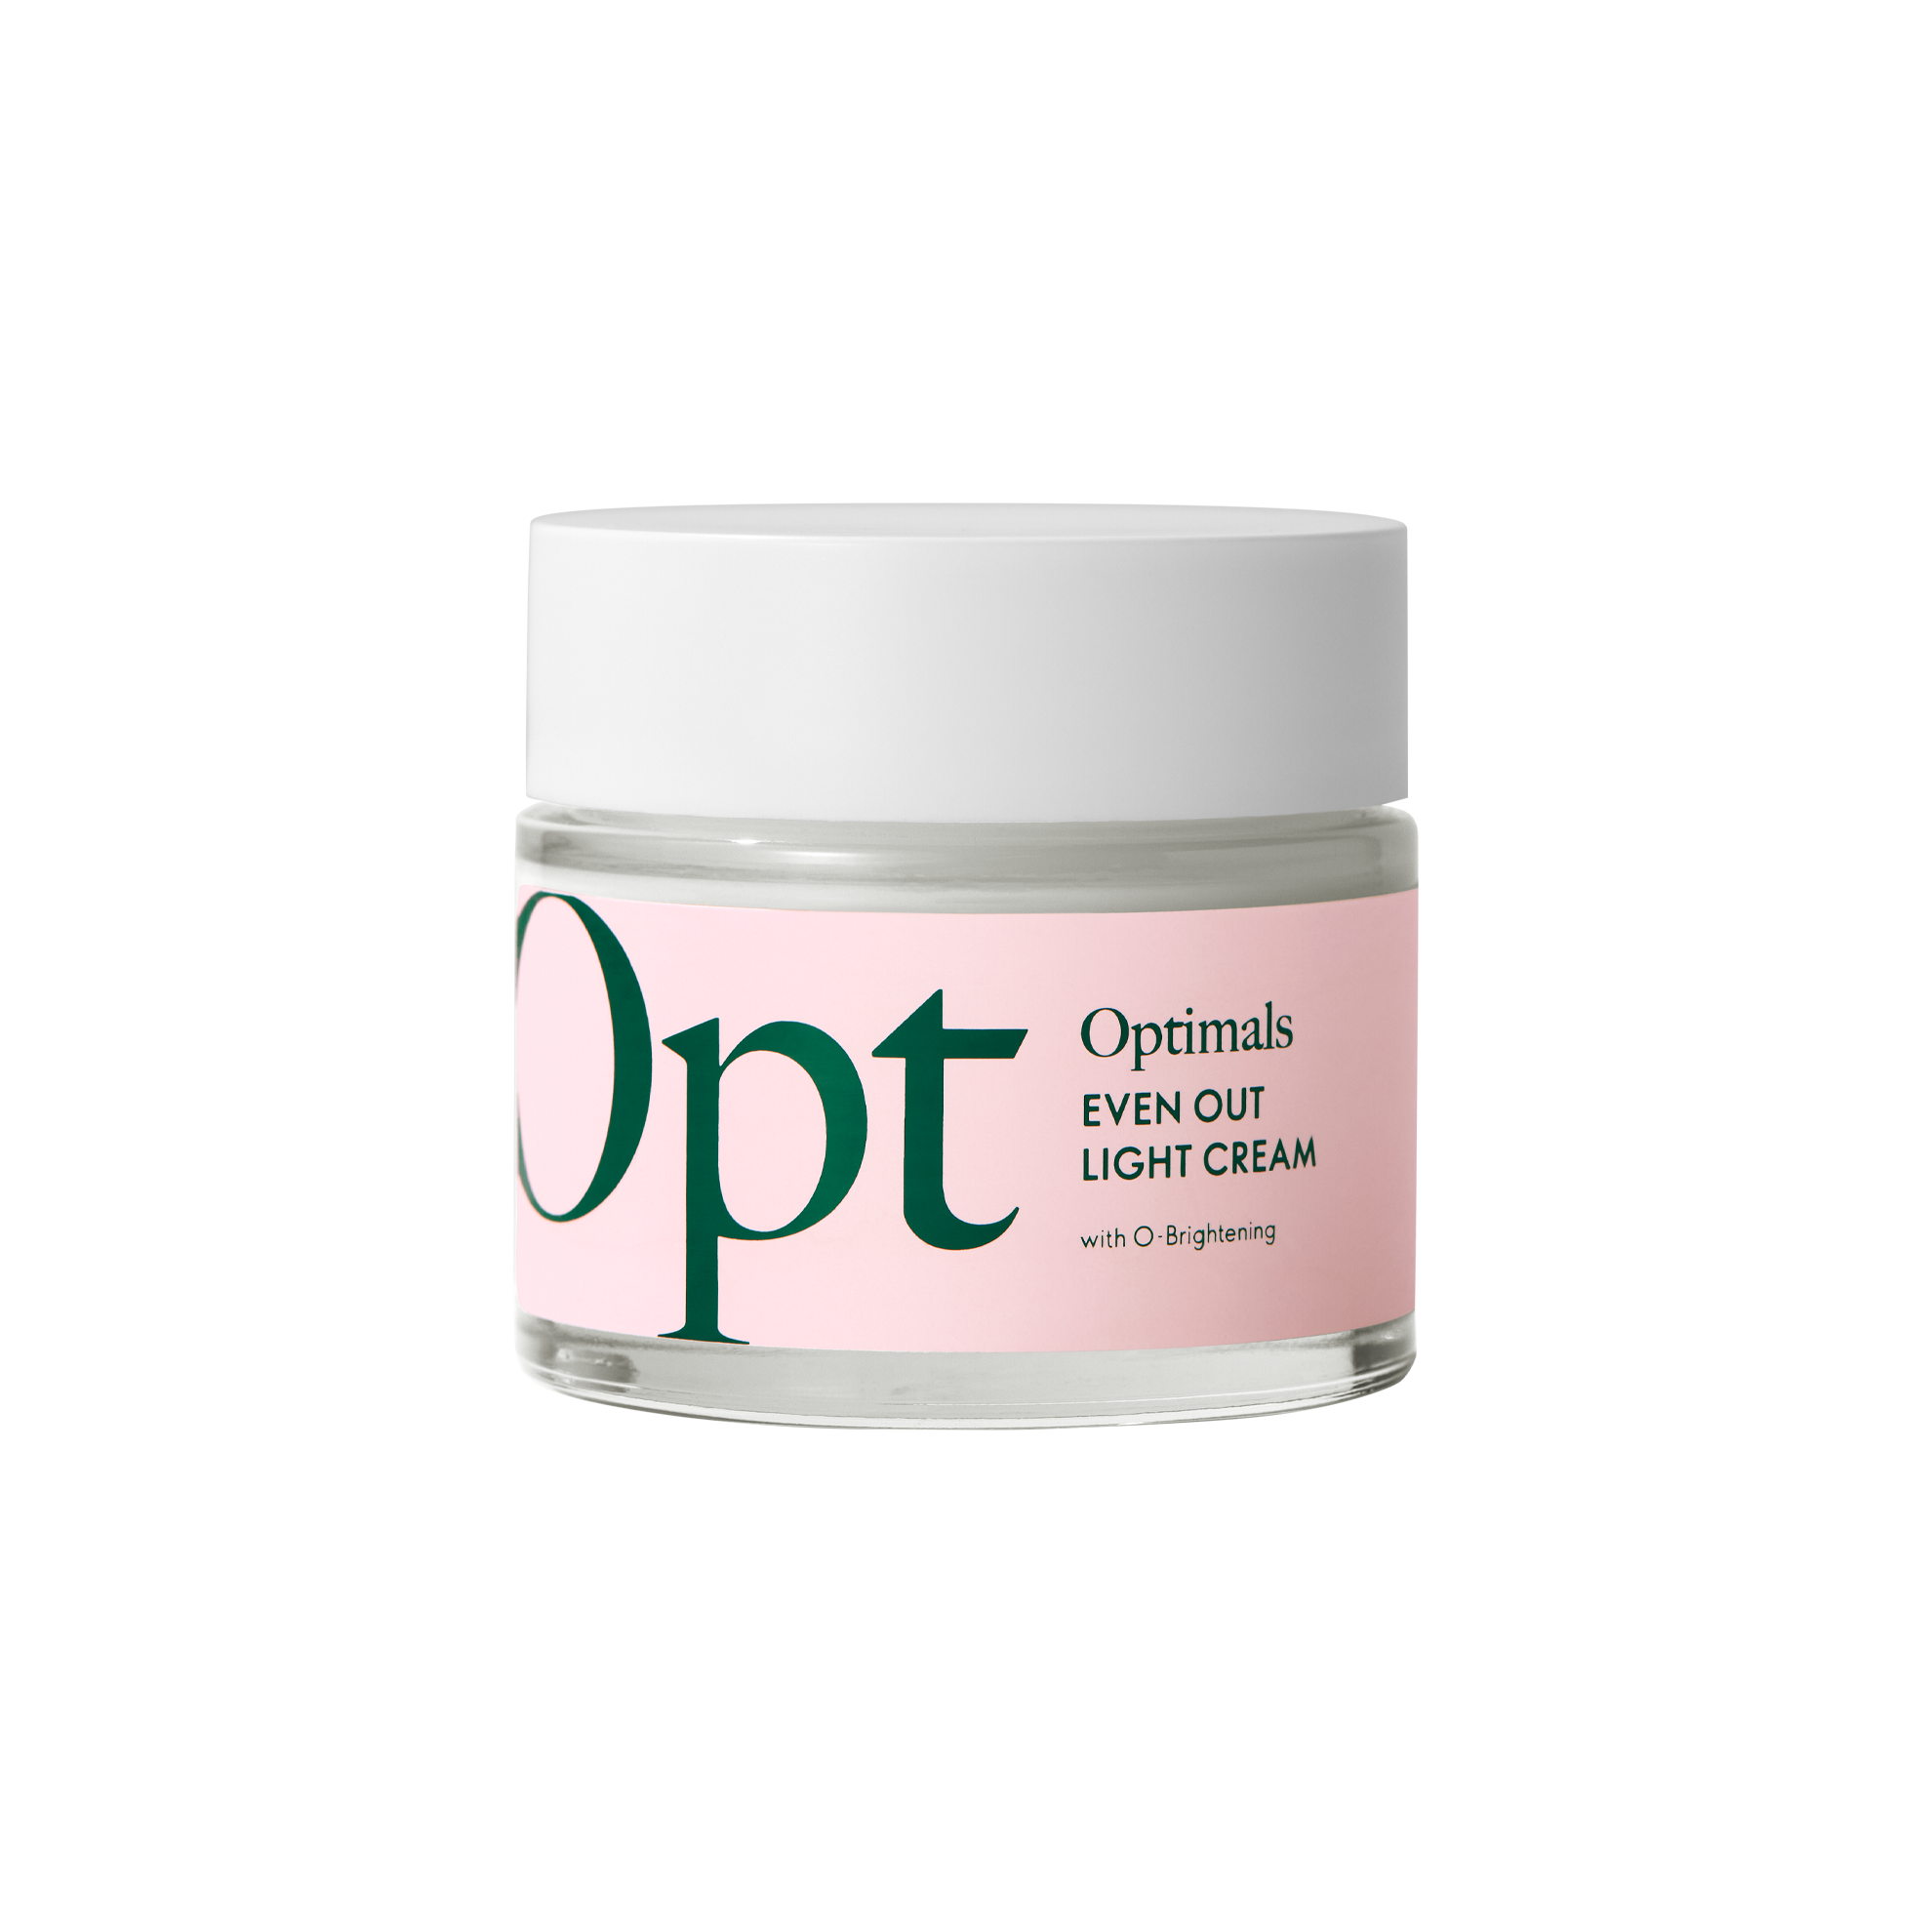 Opt
Optimals
EVEN OUT
LIGHT CREAM
with O-Brightening